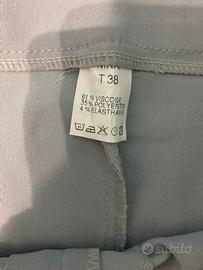 T 38
61 % VISCOSE
35 % POLYESTER
4 % ELASTHANNE
subito